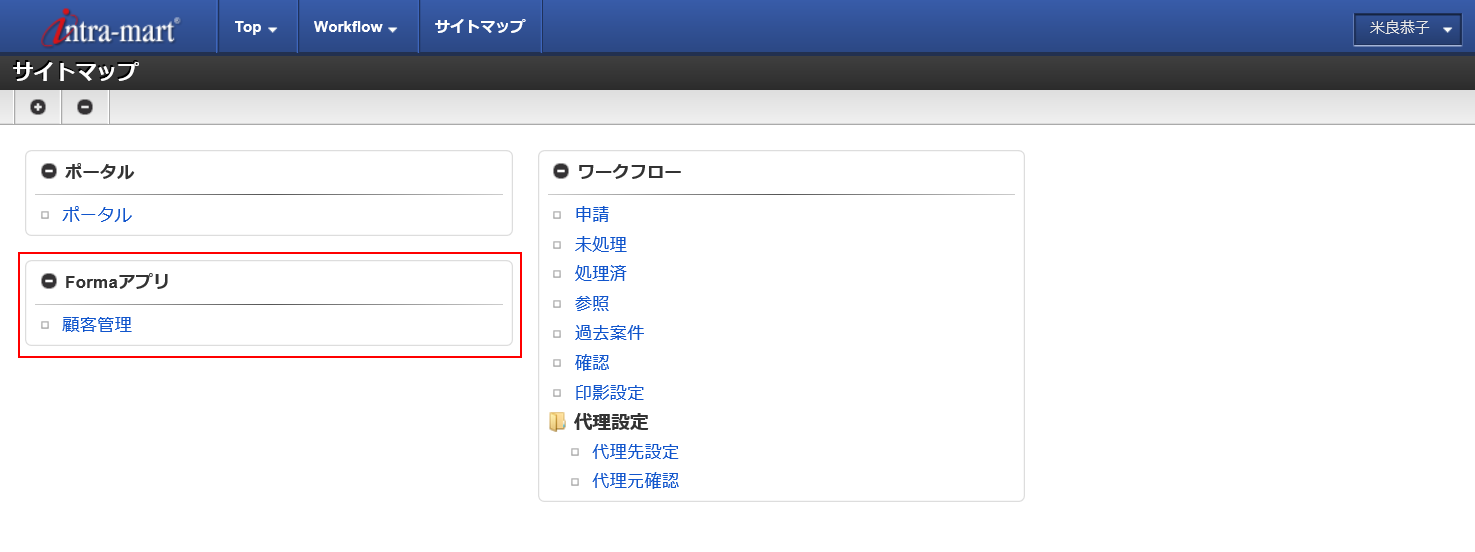 intra-mart® Top Workflow サイトマップ 米良恭子
サイトマップ
ポータル
ポータル
Formaアプリ
顧客管理
ワークフロー
申請
未処理
処理済
参照
過去案件
確認
印影設定
代理設定
代理先設定
代理元確認